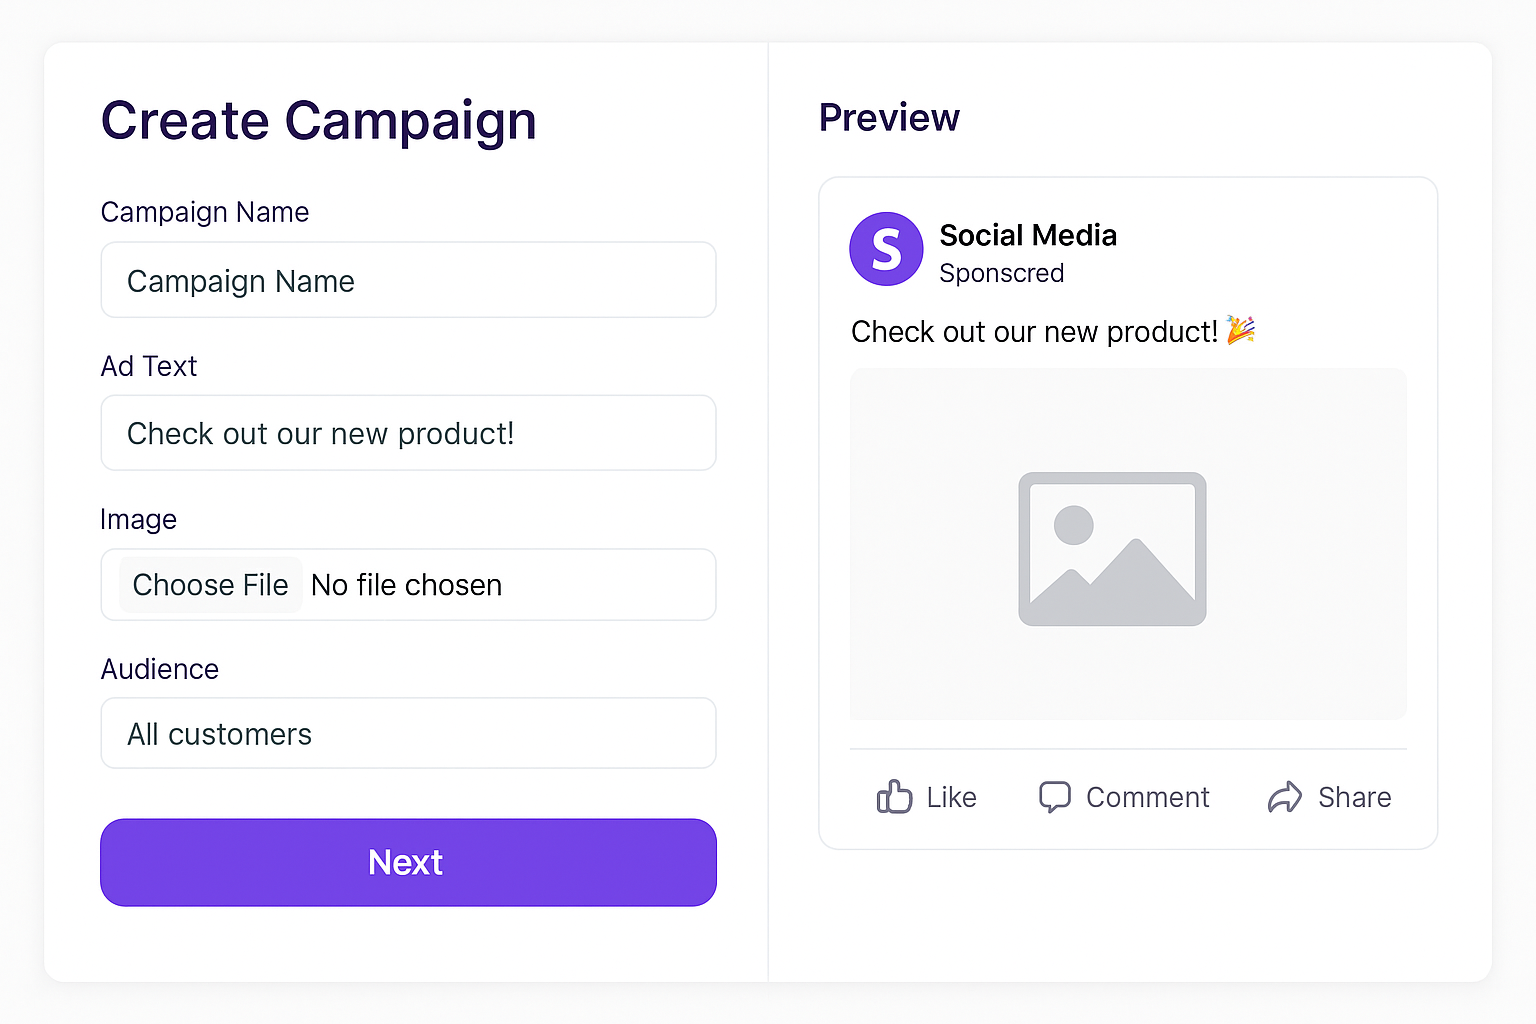 Create Campaign
Campaign Name
Campaign Name
Ad Text
Check out our new product!
Image
Choose File No file chosen
Audience
All customers
Next
Preview
S
Social Media
Sponscred
Check out our new product! 🎉
Like Comment Share